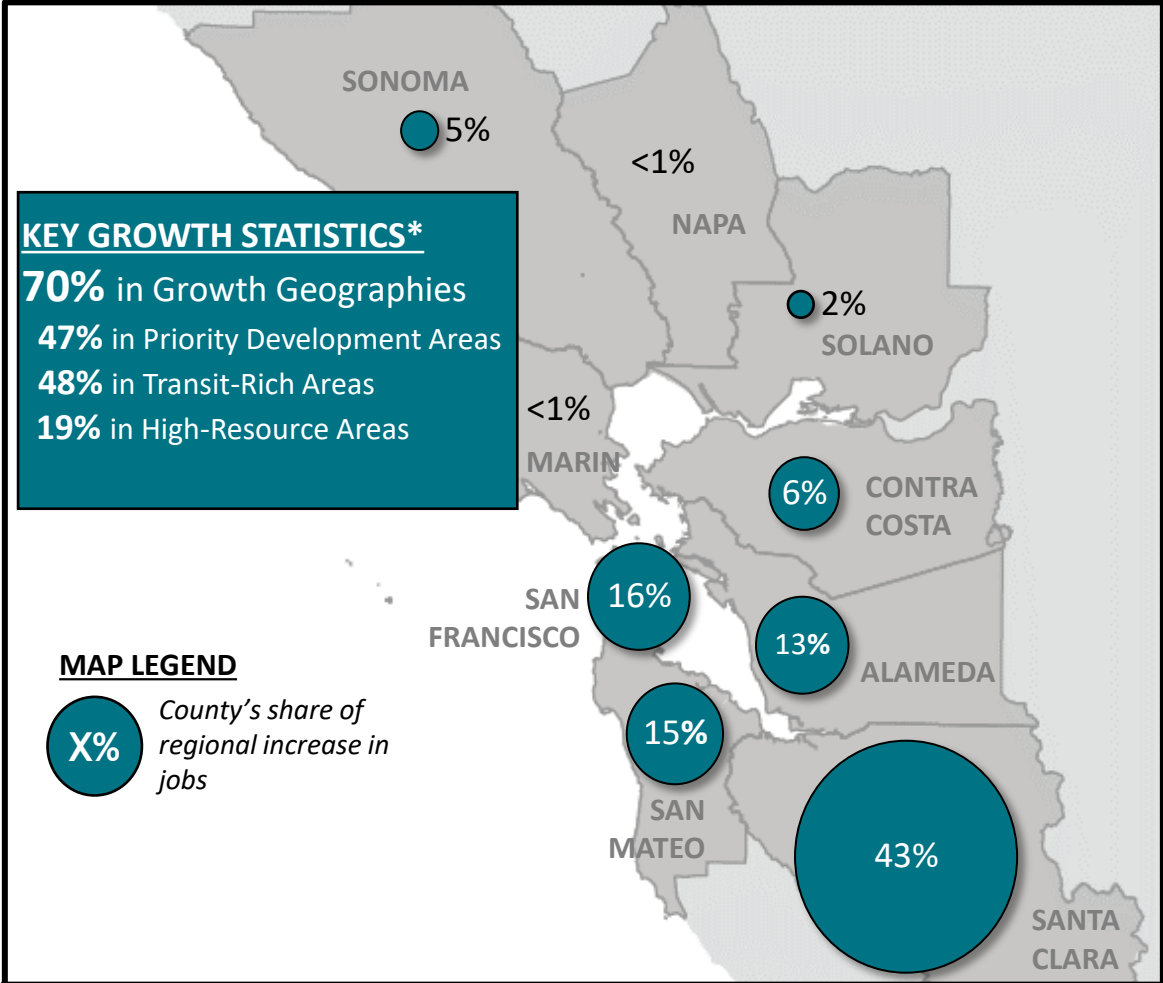 SONOMA
5%
<1%
NAPA
KEY GROWTH STATISTICS*
70% in Growth Geographies
47% in Priority Development Areas
48% in Transit-Rich Areas
19% in High-Resource Areas
2%
SOLANO
<1%
MARIN
6%
CONTRA
COSTA
16%
SAN
FRANCISCO
13%
ALAMEDA
MAP LEGEND
X%
County's share of
regional increase in
jobs
15%
SAN
MATEO
43%
SANTA
CLARA